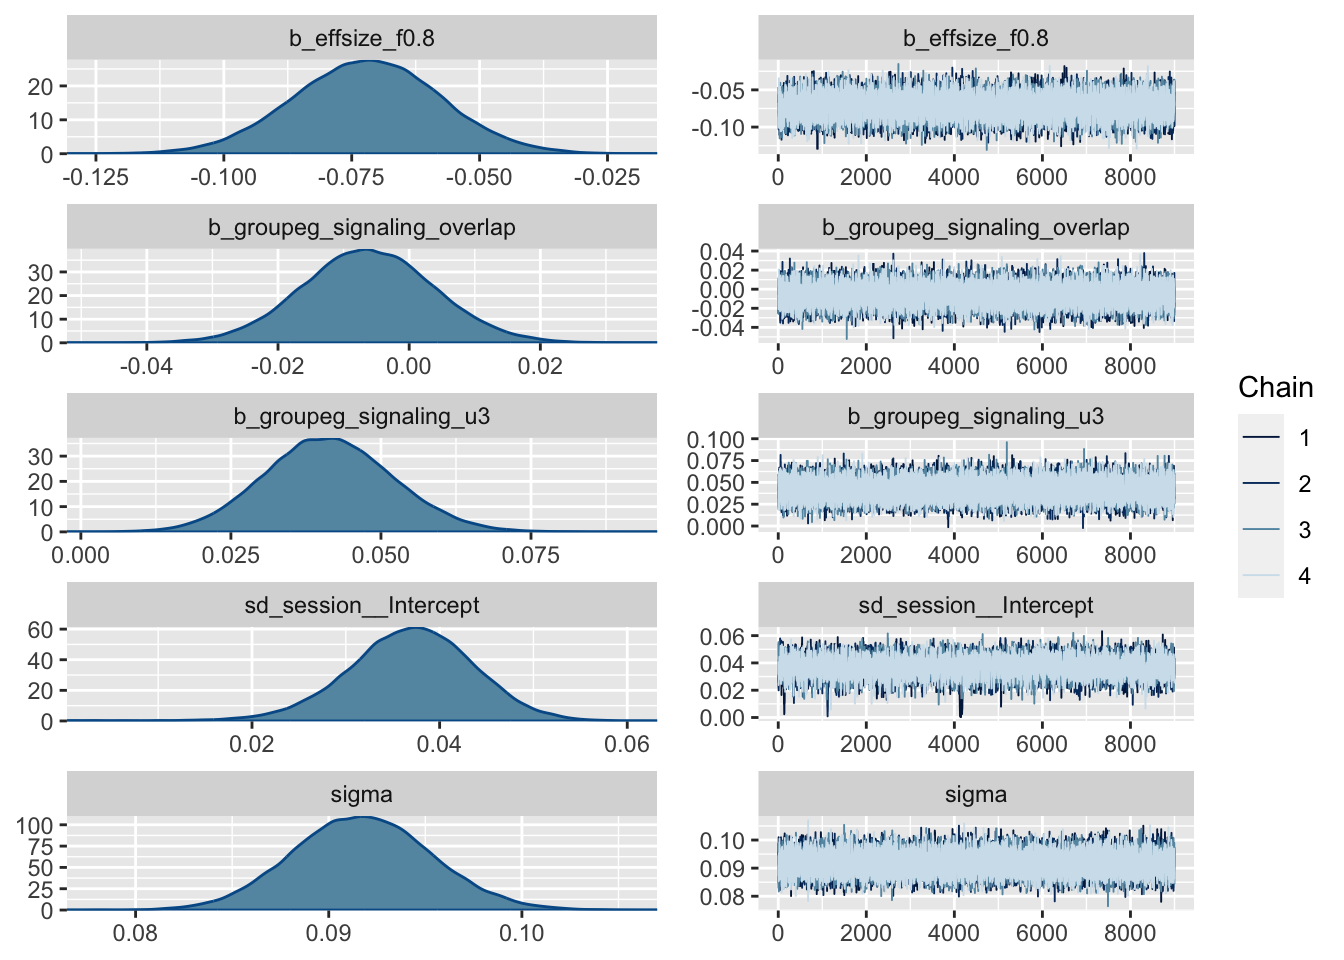 b_effsize_f0.8
20
10
0
-0.125 -0.100 -0.075 -0.050 -0.025
b_effsize_f0.8
-0.05
-0.10
0 2000 4000 6000 8000
b_groupeg_signaling_overlap
30
20
10
0
-0.04 -0.02 0.00 0.02
b_groupeg_signaling_overlap
0.04
0.02
0.00
-0.02
-0.04
0 2000 4000 6000 8000
b_groupeg_signaling_u3
30
20
10
0
0.000 0.025 0.050 0.075
b_groupeg_signaling_u3
0.100
0.075
0.050
0.025
0.000
0 2000 4000 6000 8000
sd_session__Intercept
60
40
20
0
0.02 0.04 0.06
sd_session__Intercept
0.06
0.04
0.02
0.00
0 2000 4000 6000 8000
sigma
100
75
50
25
0
0.08 0.09 0.10
sigma
0.10
0.09
0.08
0 2000 4000 6000 8000
Chain
1
2
3
4